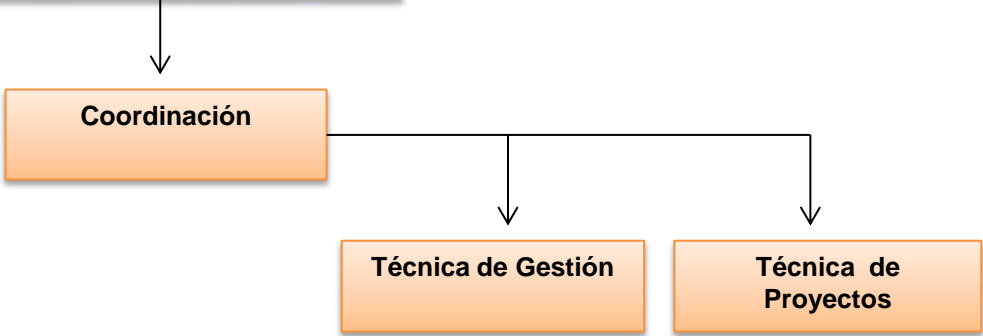 Coordinación
Técnica de Gestión
Técnica de
Proyectos